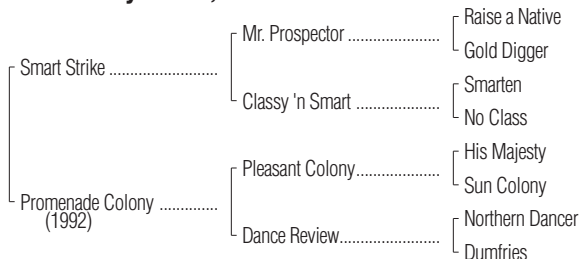 Raise a Native
Mr. Prospector ..................
Gold Digger
Smart Strike .........................
Smarten
Classy 'n Smart ................
No Class
His Majesty
Pleasant Colony................
Sun Colony
Promenade Colony .............
(1992)
Northern Dancer
Dance Review....................
Dumfries